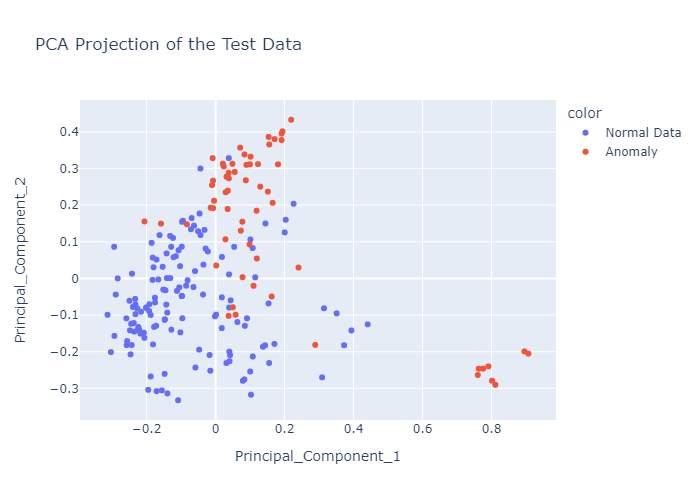 PCA Projection of the Test Data
color
Normal Data
Anomaly
0.4
0.3
0.2
0.1
0
−0.1
−0.2
−0.3
Principal_Component_2
−0.2
0
0.2
0.4
0.6
0.8
Principal_Component_1